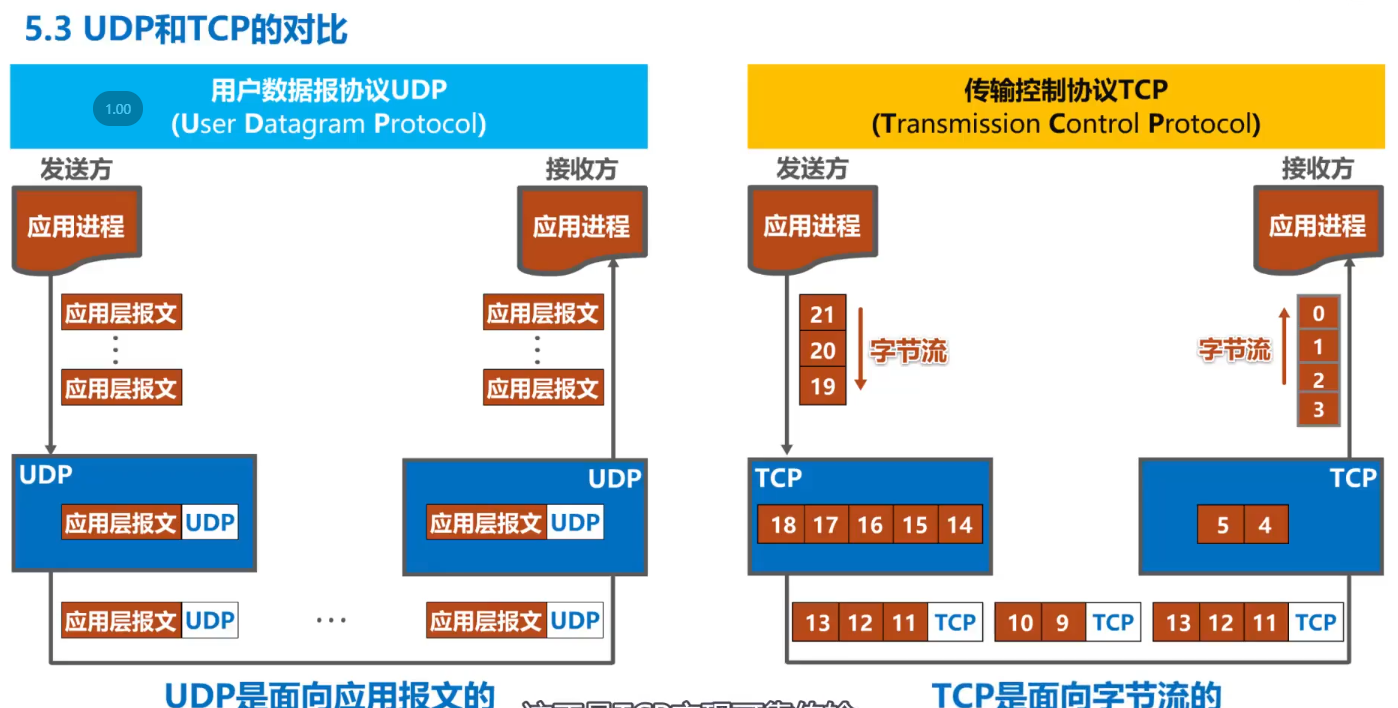 5.3 UDP和TCP的对比
用户数据报协议UDP
(User Datagram Protocol)
1.00
发送方
接收方
应用进程
应用进程
应用层报文
应用层报文
应用层报文
应用层报文
UDP
UDP
应用层报文 UDP
应用层报文 UDP
应用层报文 UDP
...
应用层报文 UDP
UDP是面向应用报文的
传输控制协议TCP
(Transmission Control Protocol)
发送方
接收方
应用进程
应用进程
21
20
19
字节流
字节流
0
1
2
3
TCP
TCP
18 17 16 15 14
5 4
13 12 11 TCP
10 9 TCP
13 12 11 TCP
TCP是面向字节流的